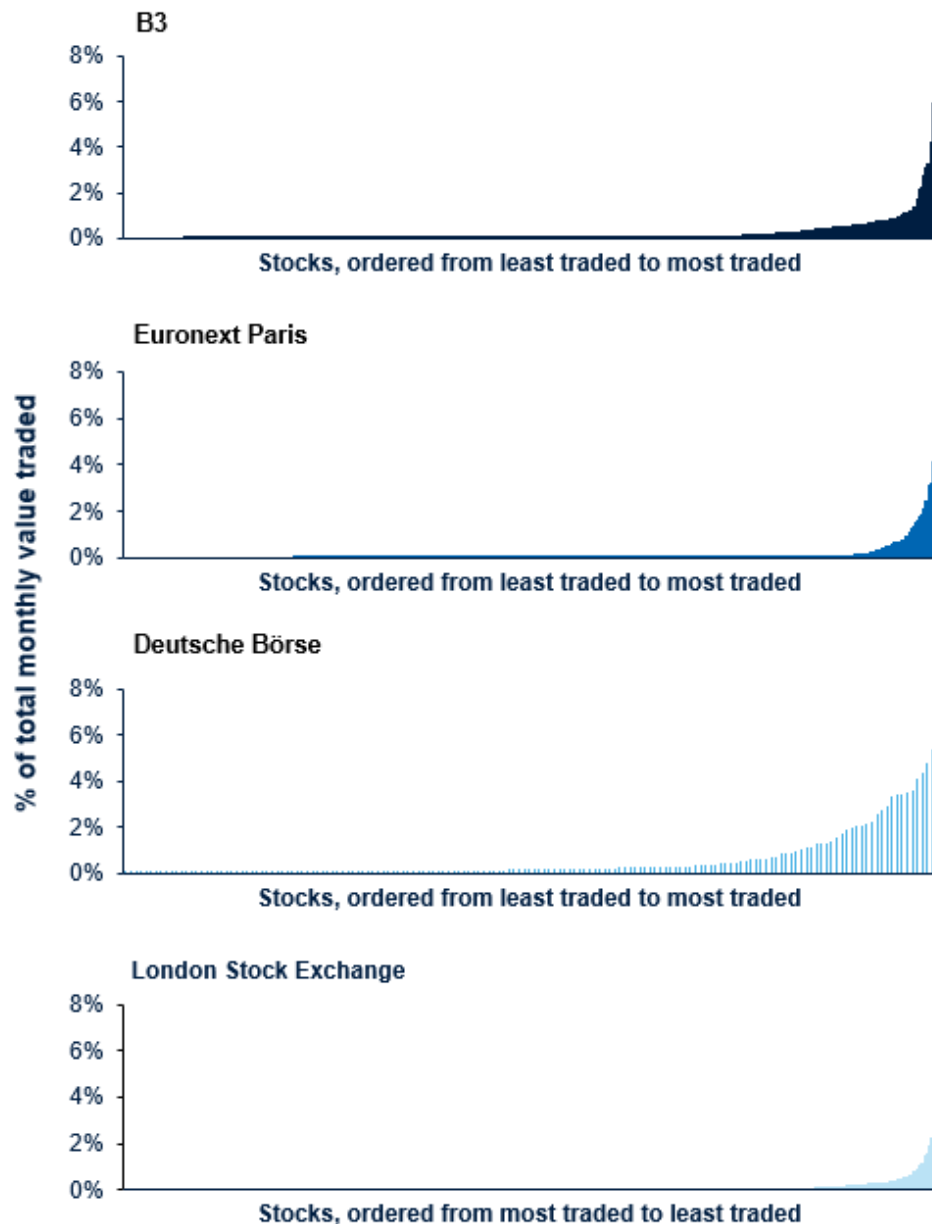 B3
8%
6%
4%
2%
0%
Stocks, ordered from least traded to most traded
Euronext Paris
8%
6%
4%
2%
0%
Stocks, ordered from least traded to most traded
% of total monthly value traded
Deutsche Börse
8%
6%
4%
2%
0%
Stocks, ordered from least traded to most traded
London Stock Exchange
8%
6%
4%
2%
0%
Stocks, ordered from most traded to least traded